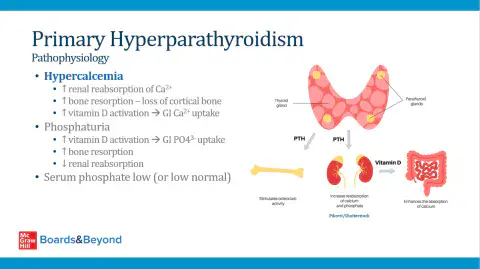 Primary Hyperparathyroidism
Pathophysiology
• Hypercalcemia
• ↑ renal reabsorption of Ca²⁺
• ↑ bone resorption – loss of cortical bone
• ↑ vitamin D activation → GI Ca²⁺ uptake
• Phosphaturia
• ↑ vitamin D activation → GI PO4³⁻ uptake
• ↑ bone resorption
• ↓ renal reabsorption
• Serum phosphate low (or low normal)
Thyroid
gland
Parathyroid
glands
PTH
PTH
Vitamin D
Stimulates osteoclast
activity
Increase reabsorption
of calcium
and phosphate
Enhances the absorption
of calcium
Pikovit/Shutterstock
Mc
Graw
Hill
Boards&Beyond